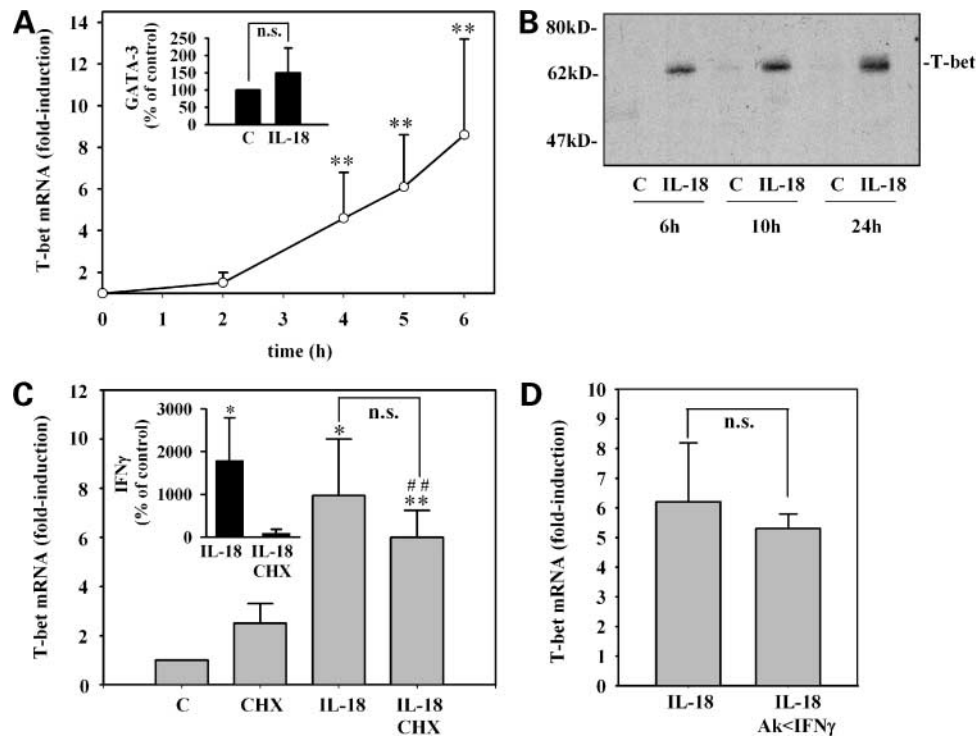 A
T-bet mRNA (fold-induction)
14
12
10
8
6
4
2
0 1 2 3 4 5 6
time (h)
**
**
**
GATA-3
(% of control)
250
200
150
100
50
0
n.s.
C IL-18
B
80kD-
62kD-
47kD-
-T-bet
C IL-18 C IL-18 C IL-18
6h 10h 24h
C
T-bet mRNA (fold-induction)
12
10
8
6
4
2
0
C CHX IL-18 IL-18
CHX
*
n.s.
##
**
IFNγ
(% of control)
3000
2000
1000
0
*
IL-18 IL-18
CHX
D
T-bet mRNA (fold-induction)
10
9
8
7
6
5
4
3
2
1
0
n.s.
IL-18 IL-18
Ak<IFNγ